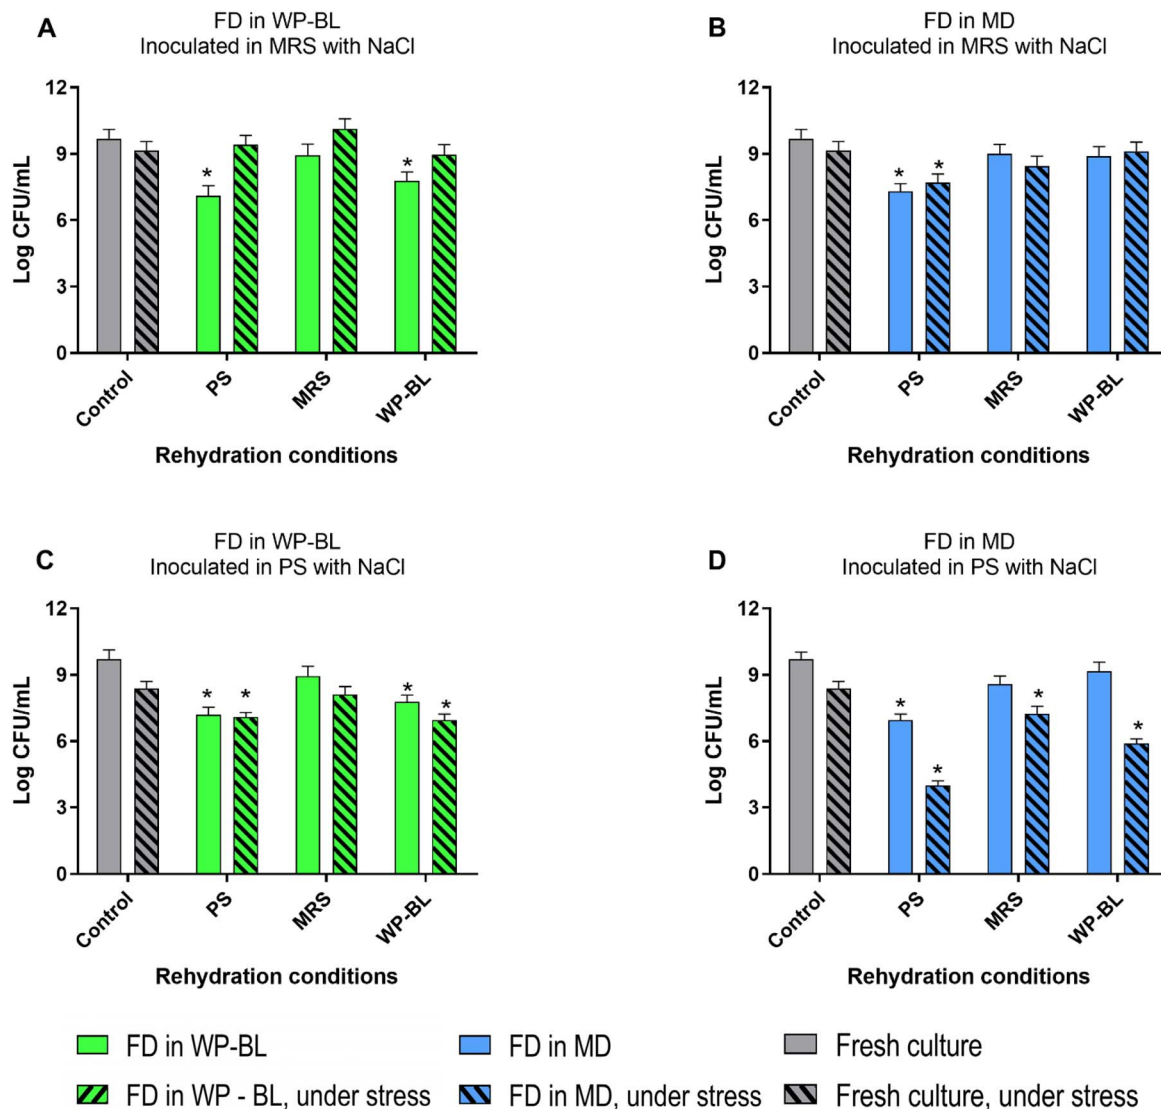 A
FD in WP-BL
Inoculated in MRS with NaCl
Log CFU/mL
12
9
6
3
0
*
*
Control
PS
MRS
WP-BL
Rehydration conditions
B
FD in MD
Inoculated in MRS with NaCl
Log CFU/mL
12
9
6
3
0
*
*
Control
PS
MRS
WP-BL
Rehydration conditions
C
FD in WP-BL
Inoculated in PS with NaCl
Log CFU/mL
12
9
6
3
0
*
*
*
*
Control
PS
MRS
WP-BL
Rehydration conditions
D
FD in MD
Inoculated in PS with NaCl
Log CFU/mL
12
9
6
3
0
*
*
*
*
Control
PS
MRS
WP-BL
Rehydration conditions
FD in WP-BL
FD in MD
Fresh culture
FD in WP - BL, under stress
FD in MD, under stress
Fresh culture, under stress